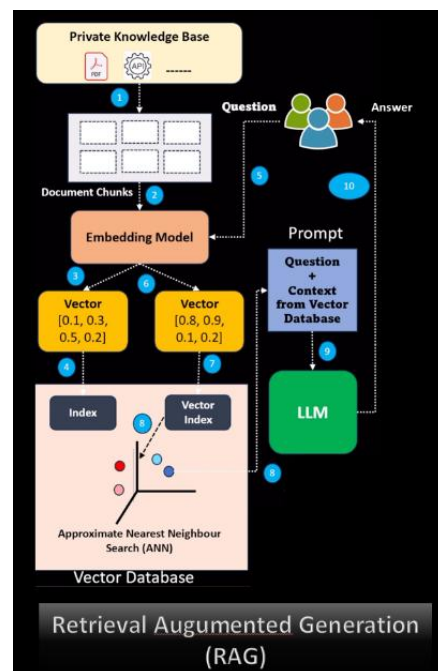 Private Knowledge Base
PDF
API
------
1
Question
Answer
Document Chunks
2
5
10
Embedding Model
3
6
Prompt
Question
+
Context
from Vector
Database
Vector
[0.1, 0.3,
0.5, 0.2]
Vector
[0.8, 0.9,
0.1, 0.2]
4
7
9
LLM
Index
Vector
Index
8
8
Approximate Nearest Neighbour
Search (ANN)
Vector Database
Retrieval Augumented Generation
(RAG)